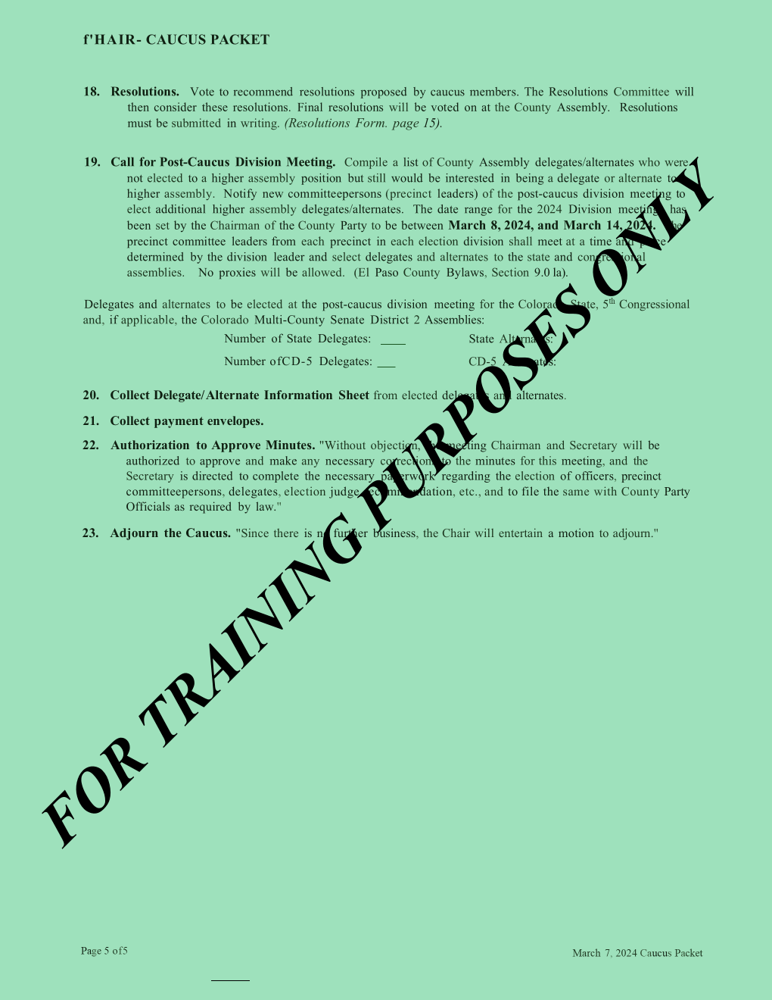 f'HAIR- CAUCUS PACKET
18. Resolutions. Vote to recommend resolutions proposed by caucus members. The Resolutions Committee will
then consider these resolutions. Final resolutions will be voted on at the County Assembly. Resolutions
must be submitted in writing. (Resolutions Form. page 15).
19. Call for Post-Caucus Division Meeting. Compile a list of County Assembly delegates/alternates who were
not elected to a higher assembly position but still would be interested in being a delegate or alternate to
higher assembly. Notify new committeepersons (precinct leaders) of the post-caucus division meeting to
elect additional higher assembly delegates/alternates. The date range for the 2024 Division meeting has
been set by the Chairman of the County Party to be between March 8, 2024, and March 14, 2024. The
precinct committee leaders from each precinct in each election division shall meet at a time and place
determined by the division leader and select delegates and alternates to the state and congressional
assemblies. No proxies will be allowed. (El Paso County Bylaws, Section 9.0 la).
Delegates and alternates to be elected at the post-caucus division meeting for the Colorado State, 5th Congressional
and, if applicable, the Colorado Multi-County Senate District 2 Assemblies:
Number of State Delegates: ____ State Alternates:
Number ofCD-5 Delegates: ___ CD-5 Alternates:
20. Collect Delegate/Alternate Information Sheet from elected delegates and alternates.
21. Collect payment envelopes.
22. Authorization to Approve Minutes. "Without objection, the meeting Chairman and Secretary will be
authorized to approve and make any necessary corrections to the minutes for this meeting, and the
Secretary is directed to complete the necessary paperwork regarding the election of officers, precinct
committeepersons, delegates, election judge recommendation, etc., and to file the same with County Party
Officials as required by law."
23. Adjourn the Caucus. "Since there is no further business, the Chair will entertain a motion to adjourn."
FOR TRAINING PURPOSES ONLY
Page 5 of5
March 7, 2024 Caucus Packet